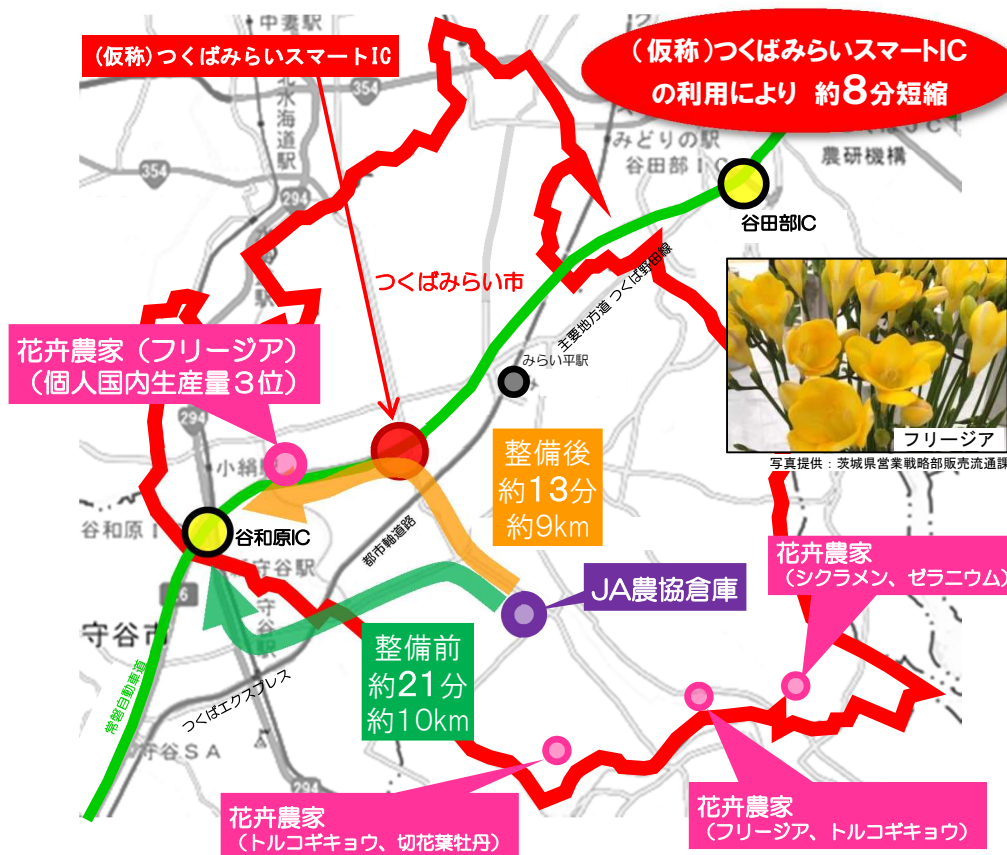 中妻駅
（仮称）つくばみらいスマートIC
（仮称）つくばみらいスマートIC
の利用により 約8分短縮
北水海道駅
354
354
354
みどりの駅
谷田部IC
農研機構
294
谷田部IC
つくばみらい市
主要地方道 つくば野田線
みらい平駅
花卉農家（フリージア）
（個人国内生産量３位）
フリージア
写真提供：茨城県営業戦略部販売流通課
294
小絹駅
整備後
約13分
約9km
谷和原I
谷和原IC
都市軸道路
新守谷駅
花卉農家
（シクラメン、ゼラニウム）
JA農協倉庫
守谷市
守谷駅
整備前
約21分
約10km
常磐自動車道
つくばエクスプレス
守谷SA
294
花卉農家
（トルコギキョウ、切花葉牡丹）
花卉農家
（フリージア、トルコギキョウ）